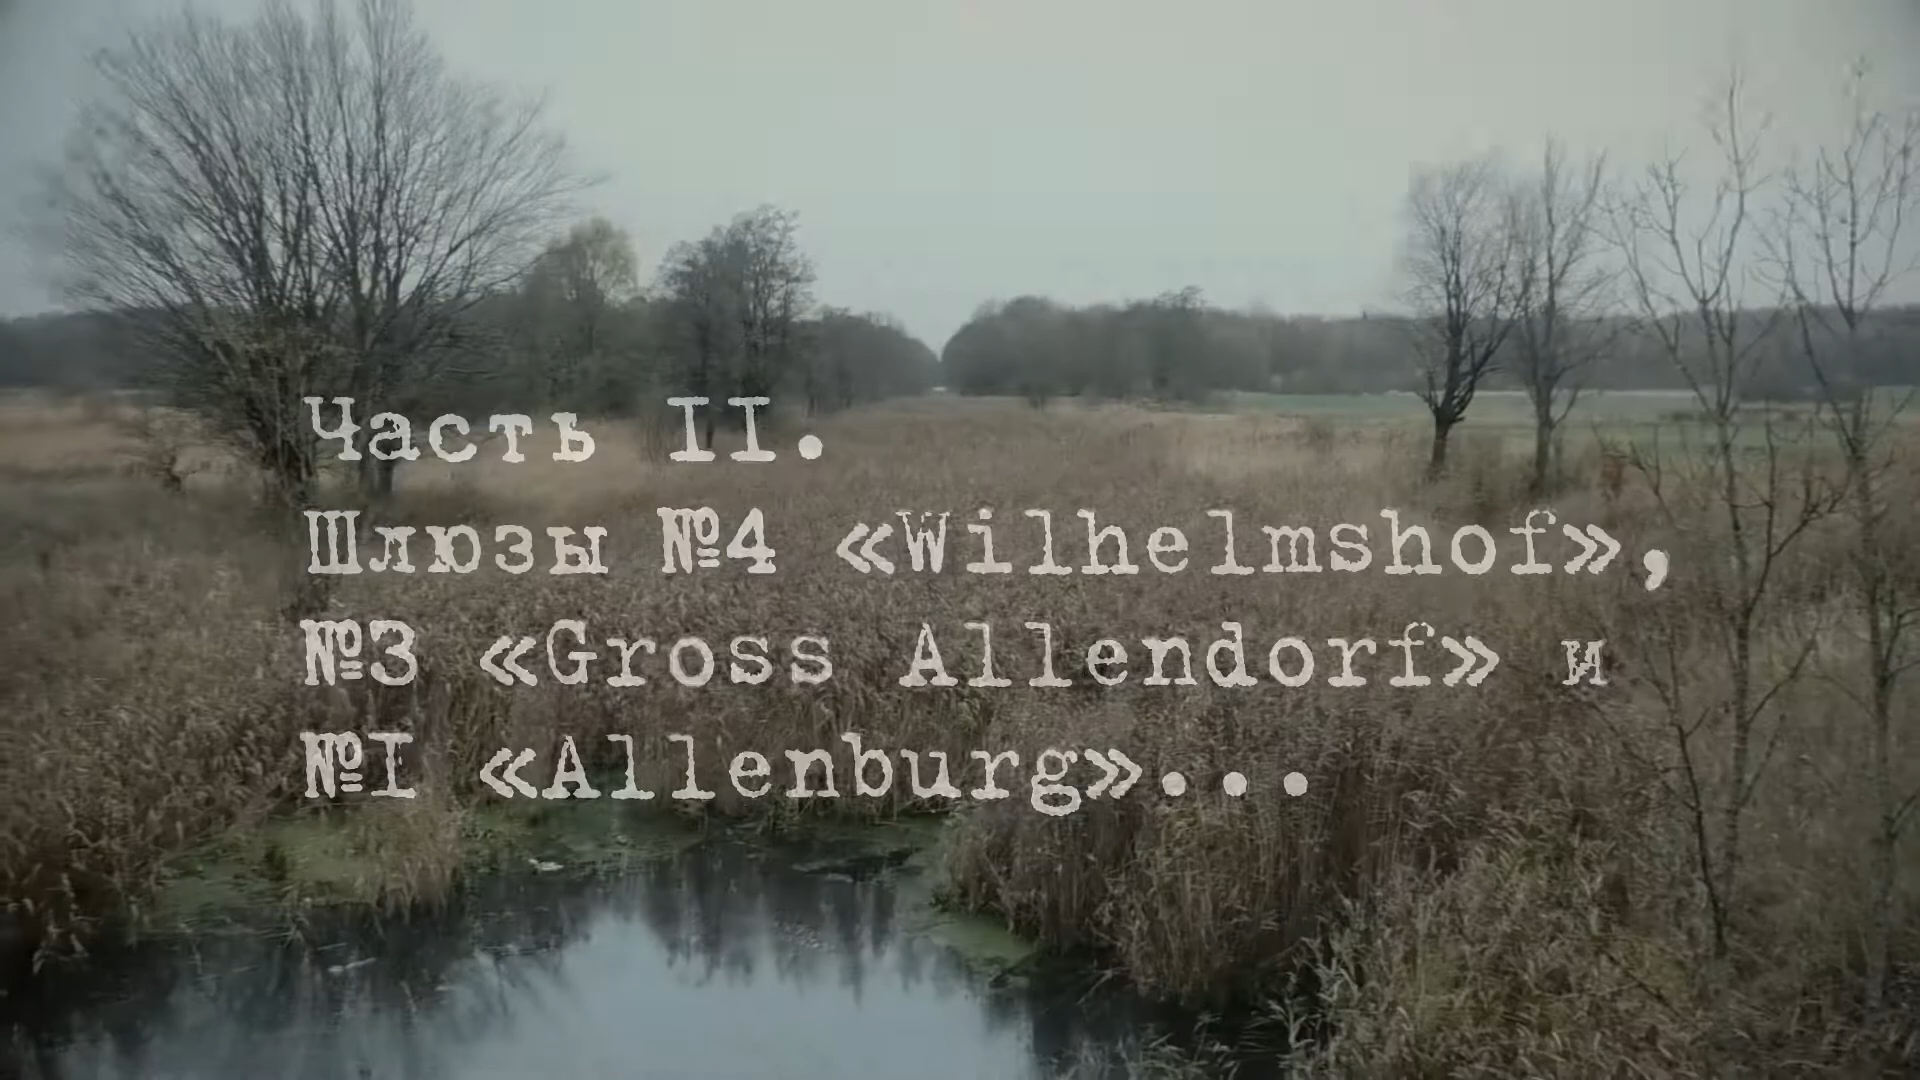 Часть II.
Шлюзы №4 «Wilhelmshof»,
№3 «Gross Allendorf» и
№I «Allenburg»...